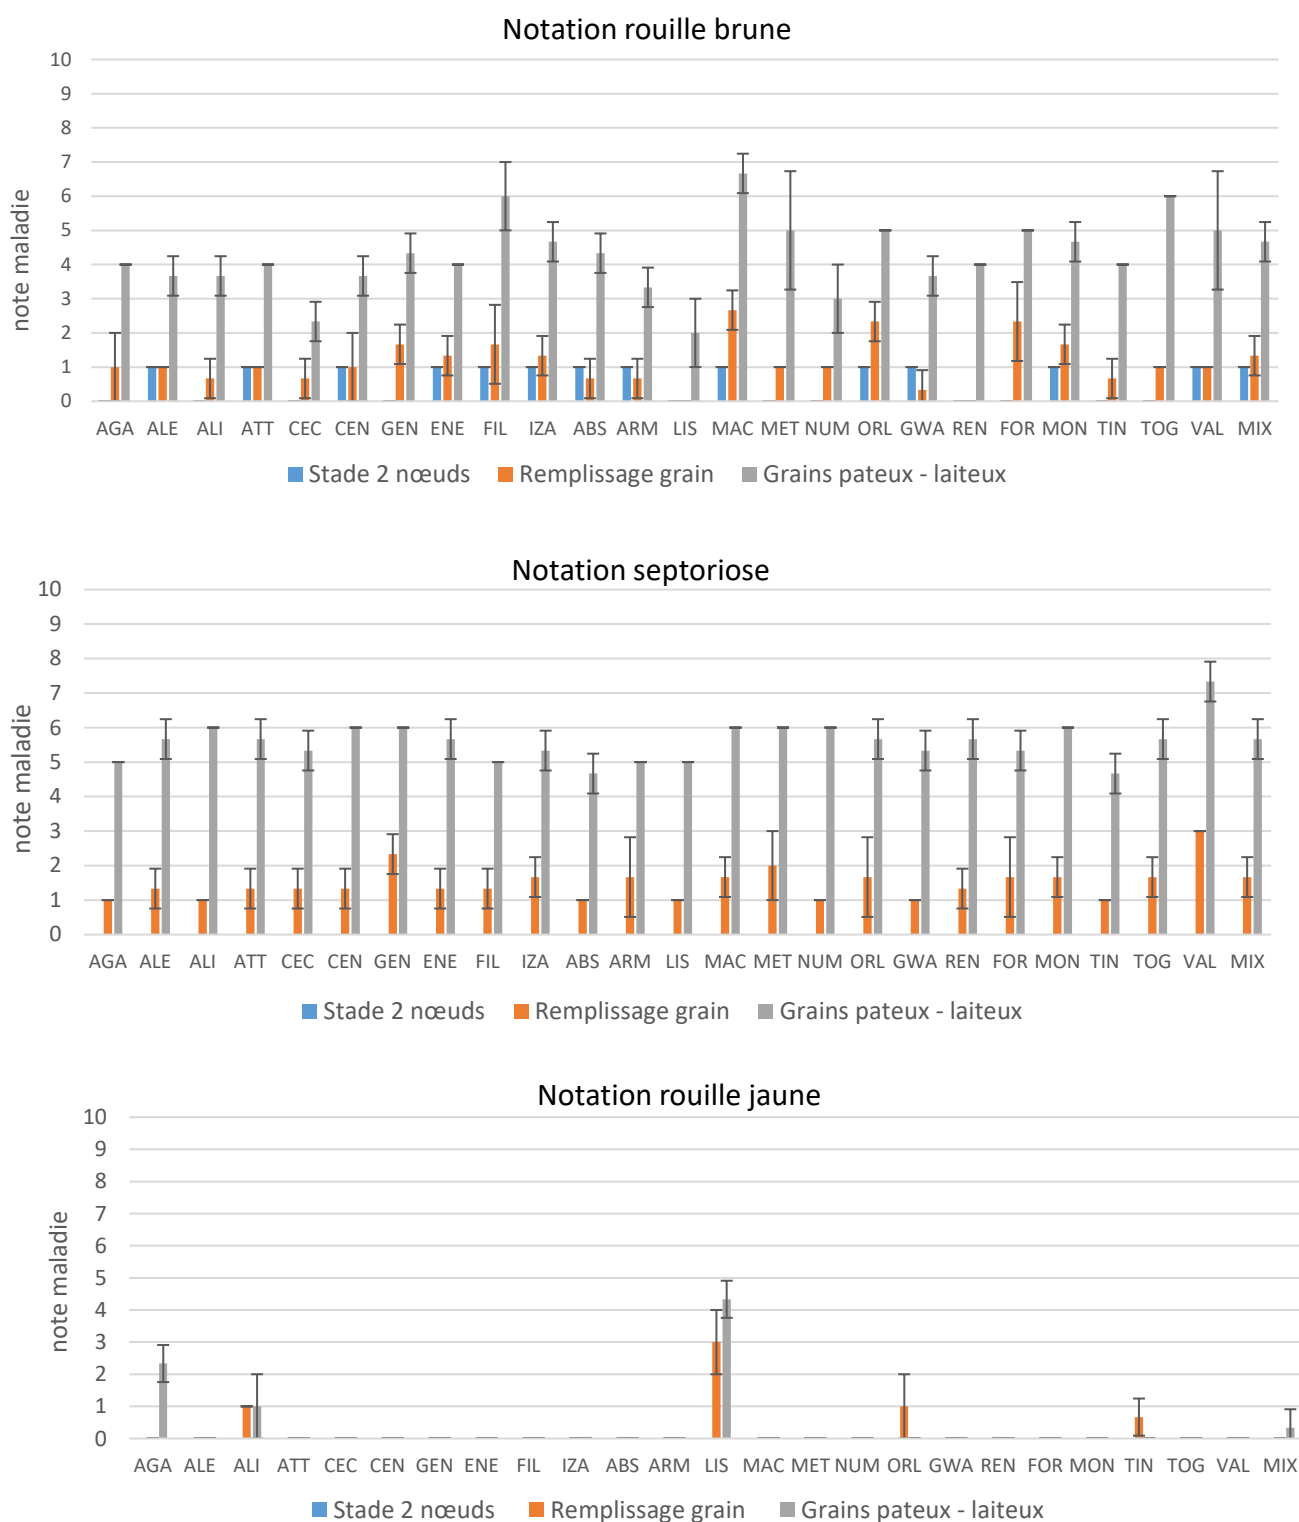 Notation rouille brune
10
9
8
7
6
5
4
3
2
1
0
note maladie
AGA ALE ALI ATT CEC CEN GEN ENE FIL IZA ABS ARM LIS MAC MET NUM ORL GWA REN FOR MON TIN TOG VAL MIX
Stade 2 nœuds Remplissage grain Grains pateux - laiteux
Notation septoriose
10
9
8
7
6
5
4
3
2
1
0
note maladie
AGA ALE ALI ATT CEC CEN GEN ENE FIL IZA ABS ARM LIS MAC MET NUM ORL GWA REN FOR MON TIN TOG VAL MIX
Stade 2 nœuds Remplissage grain Grains pateux - laiteux
Notation rouille jaune
10
9
8
7
6
5
4
3
2
1
0
note maladie
AGA ALE ALI ATT CEC CEN GEN ENE FIL IZA ABS ARM LIS MAC MET NUM ORL GWA REN FOR MON TIN TOG VAL MIX
Stade 2 nœuds Remplissage grain Grains pateux - laiteux